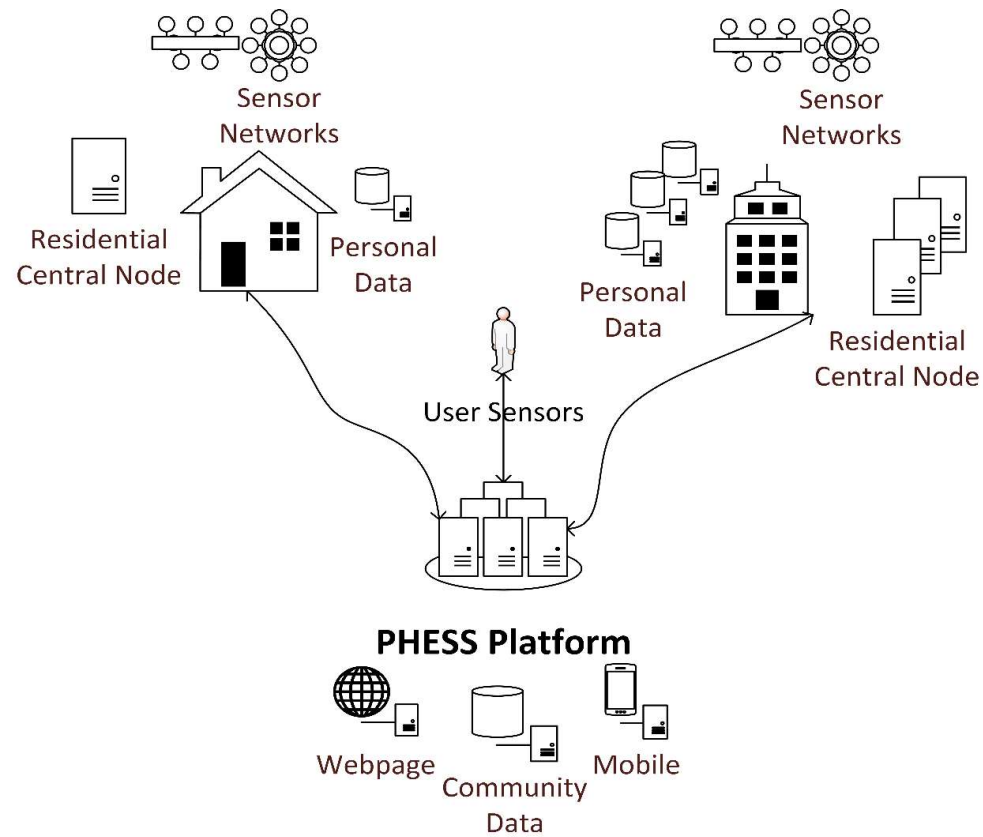 Sensor
Networks
Sensor
Networks
Residential
Central Node
Personal
Data
Personal
Data
Residential
Central Node
User Sensors
PHESS Platform
Webpage
Community
Data
Mobile